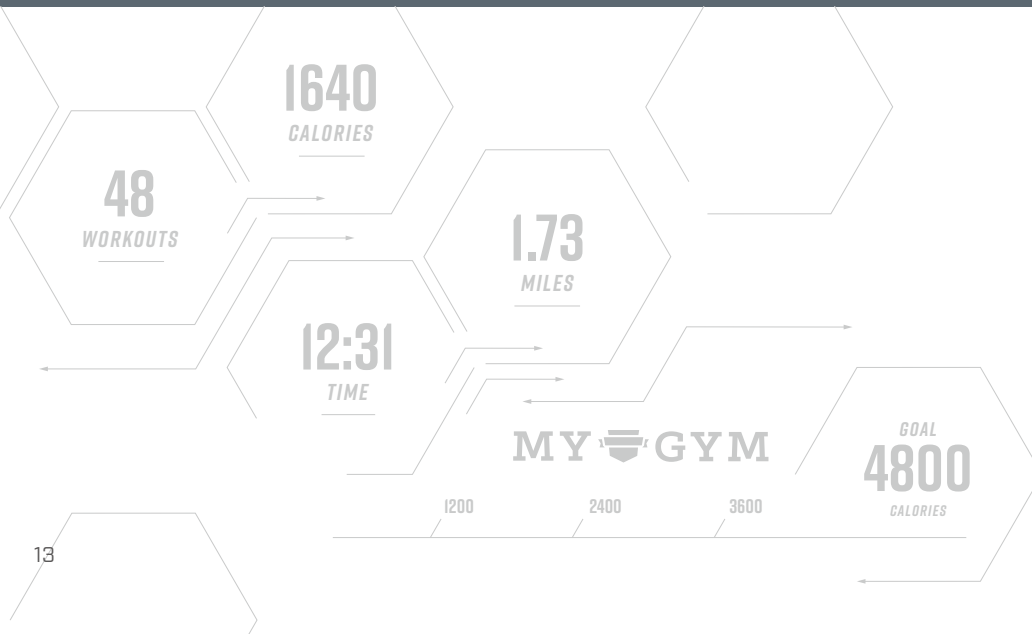 1640
CALORIES
48
WORKOUTS
1.73
MILES
12:31
TIME
MY GYM
GOAL
4800
CALORIES
1200 2400 3600
13